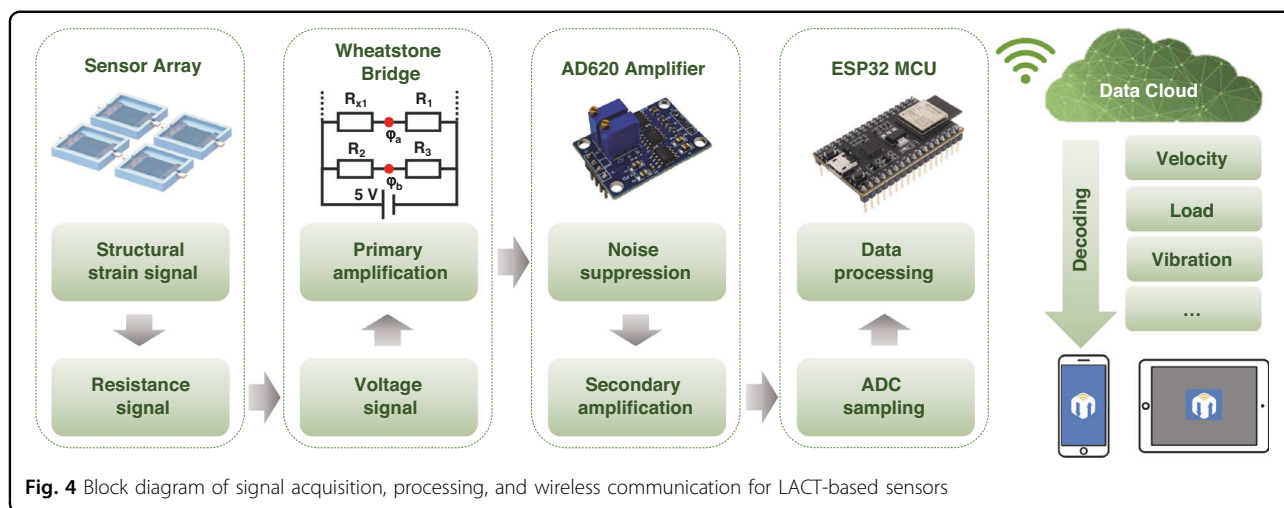 Sensor Array
Structural
strain signal
Resistance
signal
Wheatstone
Bridge
Rx1
R1
φa
R2
R3
φb
5 V
Primary
amplification
Voltage
signal
AD620 Amplifier
Noise
suppression
Secondary
amplification
ESP32 MCU
Data
processing
ADC
sampling
Data Cloud
Decoding
Velocity
Load
Vibration
...
Fig. 4 Block diagram of signal acquisition, processing, and wireless communication for LACT-based sensors